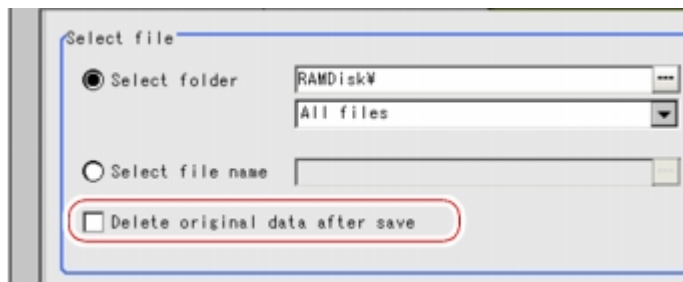 Select file
Select folder
RAMDisk¥
All files
Select file name
Delete original data after save